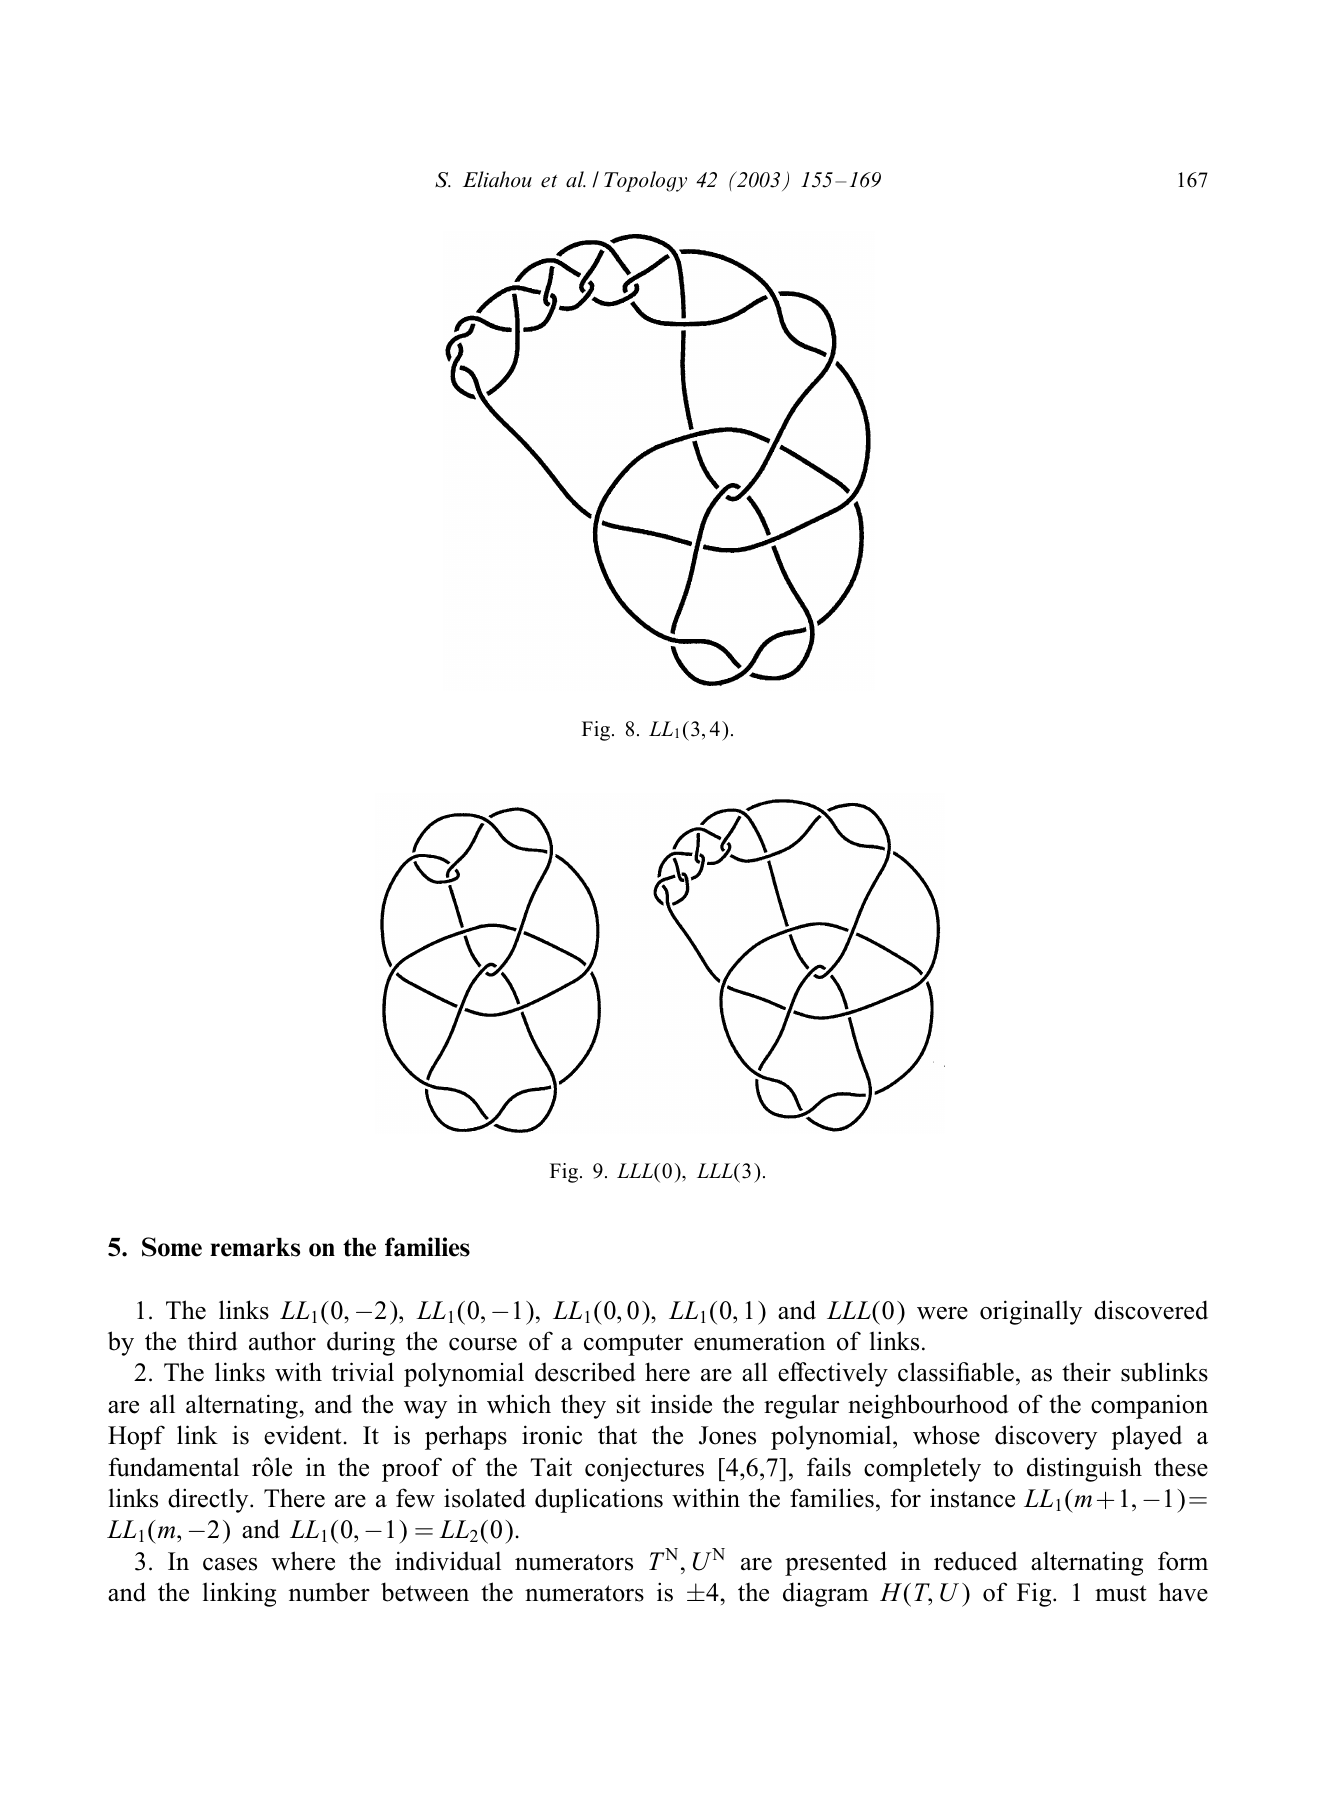 S. Eliahou et al. / Topology 42 (2003) 155–169 167
Fig. 8. LL₁(3, 4).
Fig. 9. LLL(0), LLL(3).
5. Some remarks on the families
1. The links LL₁(0, −2), LL₁(0, −1), LL₁(0, 0), LL₁(0, 1) and LLL(0) were originally discovered
by the third author during the course of a computer enumeration of links.
2. The links with trivial polynomial described here are all effectively classifiable, as their sublinks
are all alternating, and the way in which they sit inside the regular neighbourhood of the companion
Hopf link is evident. It is perhaps ironic that the Jones polynomial, whose discovery played a
fundamental rôle in the proof of the Tait conjectures [4,6,7], fails completely to distinguish these
links directly. There are a few isolated duplications within the families, for instance LL₁(m+1, −1)=
LL₁(m, −2) and LL₁(0, −1) = LL₂(0).
3. In cases where the individual numerators Tᴺ, Uᴺ are presented in reduced alternating form
and the linking number between the numerators is ±4, the diagram H(T, U) of Fig. 1 must have